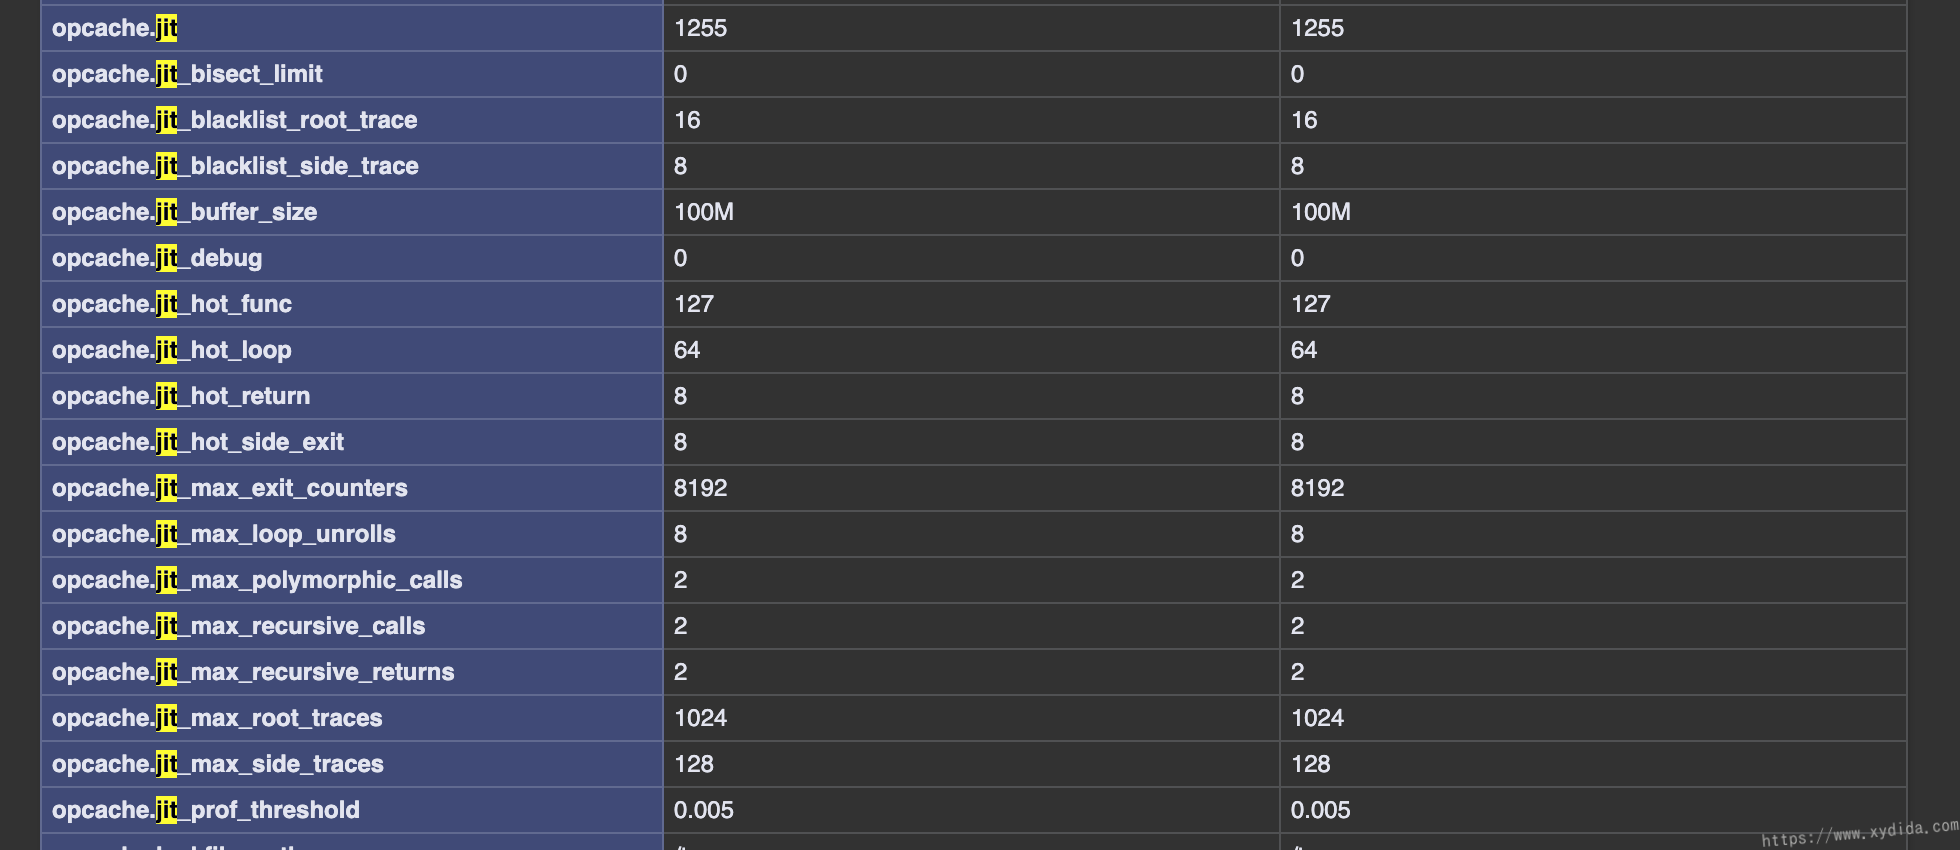 opcache.jit 1255 1255
opcache.jit_bisect_limit 0 0
opcache.jit_blacklist_root_trace 16 16
opcache.jit_blacklist_side_trace 8 8
opcache.jit_buffer_size 100M 100M
opcache.jit_debug 0 0
opcache.jit_hot_func 127 127
opcache.jit_hot_loop 64 64
opcache.jit_hot_return 8 8
opcache.jit_hot_side_exit 8 8
opcache.jit_max_exit_counters 8192 8192
opcache.jit_max_loop_unrolls 8 8
opcache.jit_max_polymorphic_calls 2 2
opcache.jit_max_recursive_calls 2 2
opcache.jit_max_recursive_returns 2 2
opcache.jit_max_root_traces 1024 1024
opcache.jit_max_side_traces 128 128
opcache.jit_prof_threshold 0.005 0.005
https://www.xydida.com